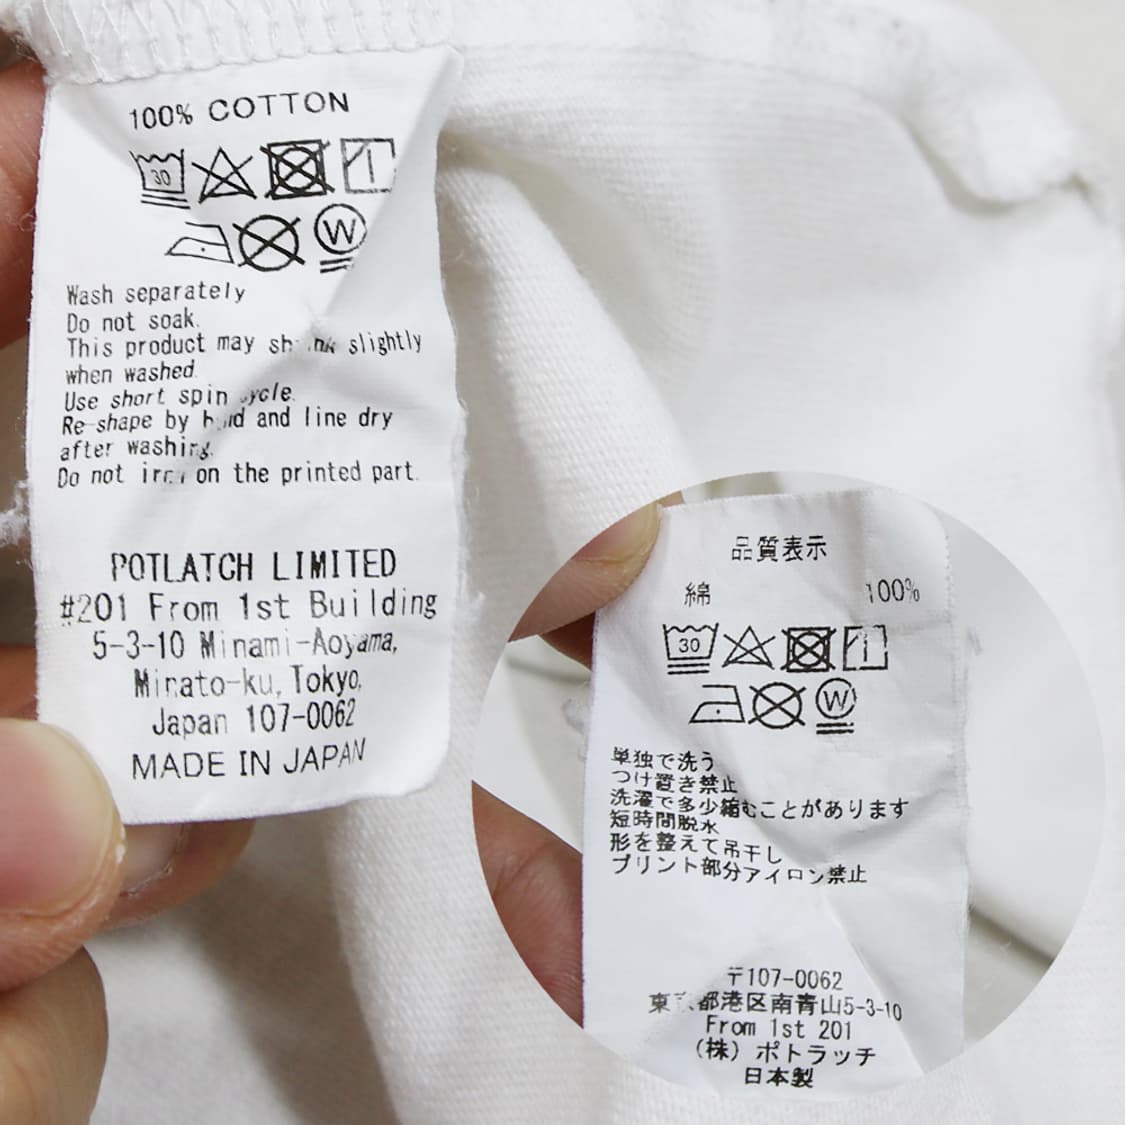 100% COTTON
30
W
Wash separately
Do not soak.
This product may slightly
when washed.
Use short spin
Re-shape by and line dry
after washing.
Do not on the printed part.
POTLATCH LIMITED
#201 From 1st Building
5-3-10 Minami-Aoyama,
Minato-ku, Tokyo,
Japan 107-0062
MADE IN JAPAN
品質表示
綿 100%
30
W
単独で洗う
つけ置き禁止
洗濯で多少縮むことがあります
短時間脱水
形を整えて吊干し
プリント部分アイロン禁止
〒107-0062
東 都港区南青山5-3-10
From 1st 201
(株) ポトラッチ
日本製